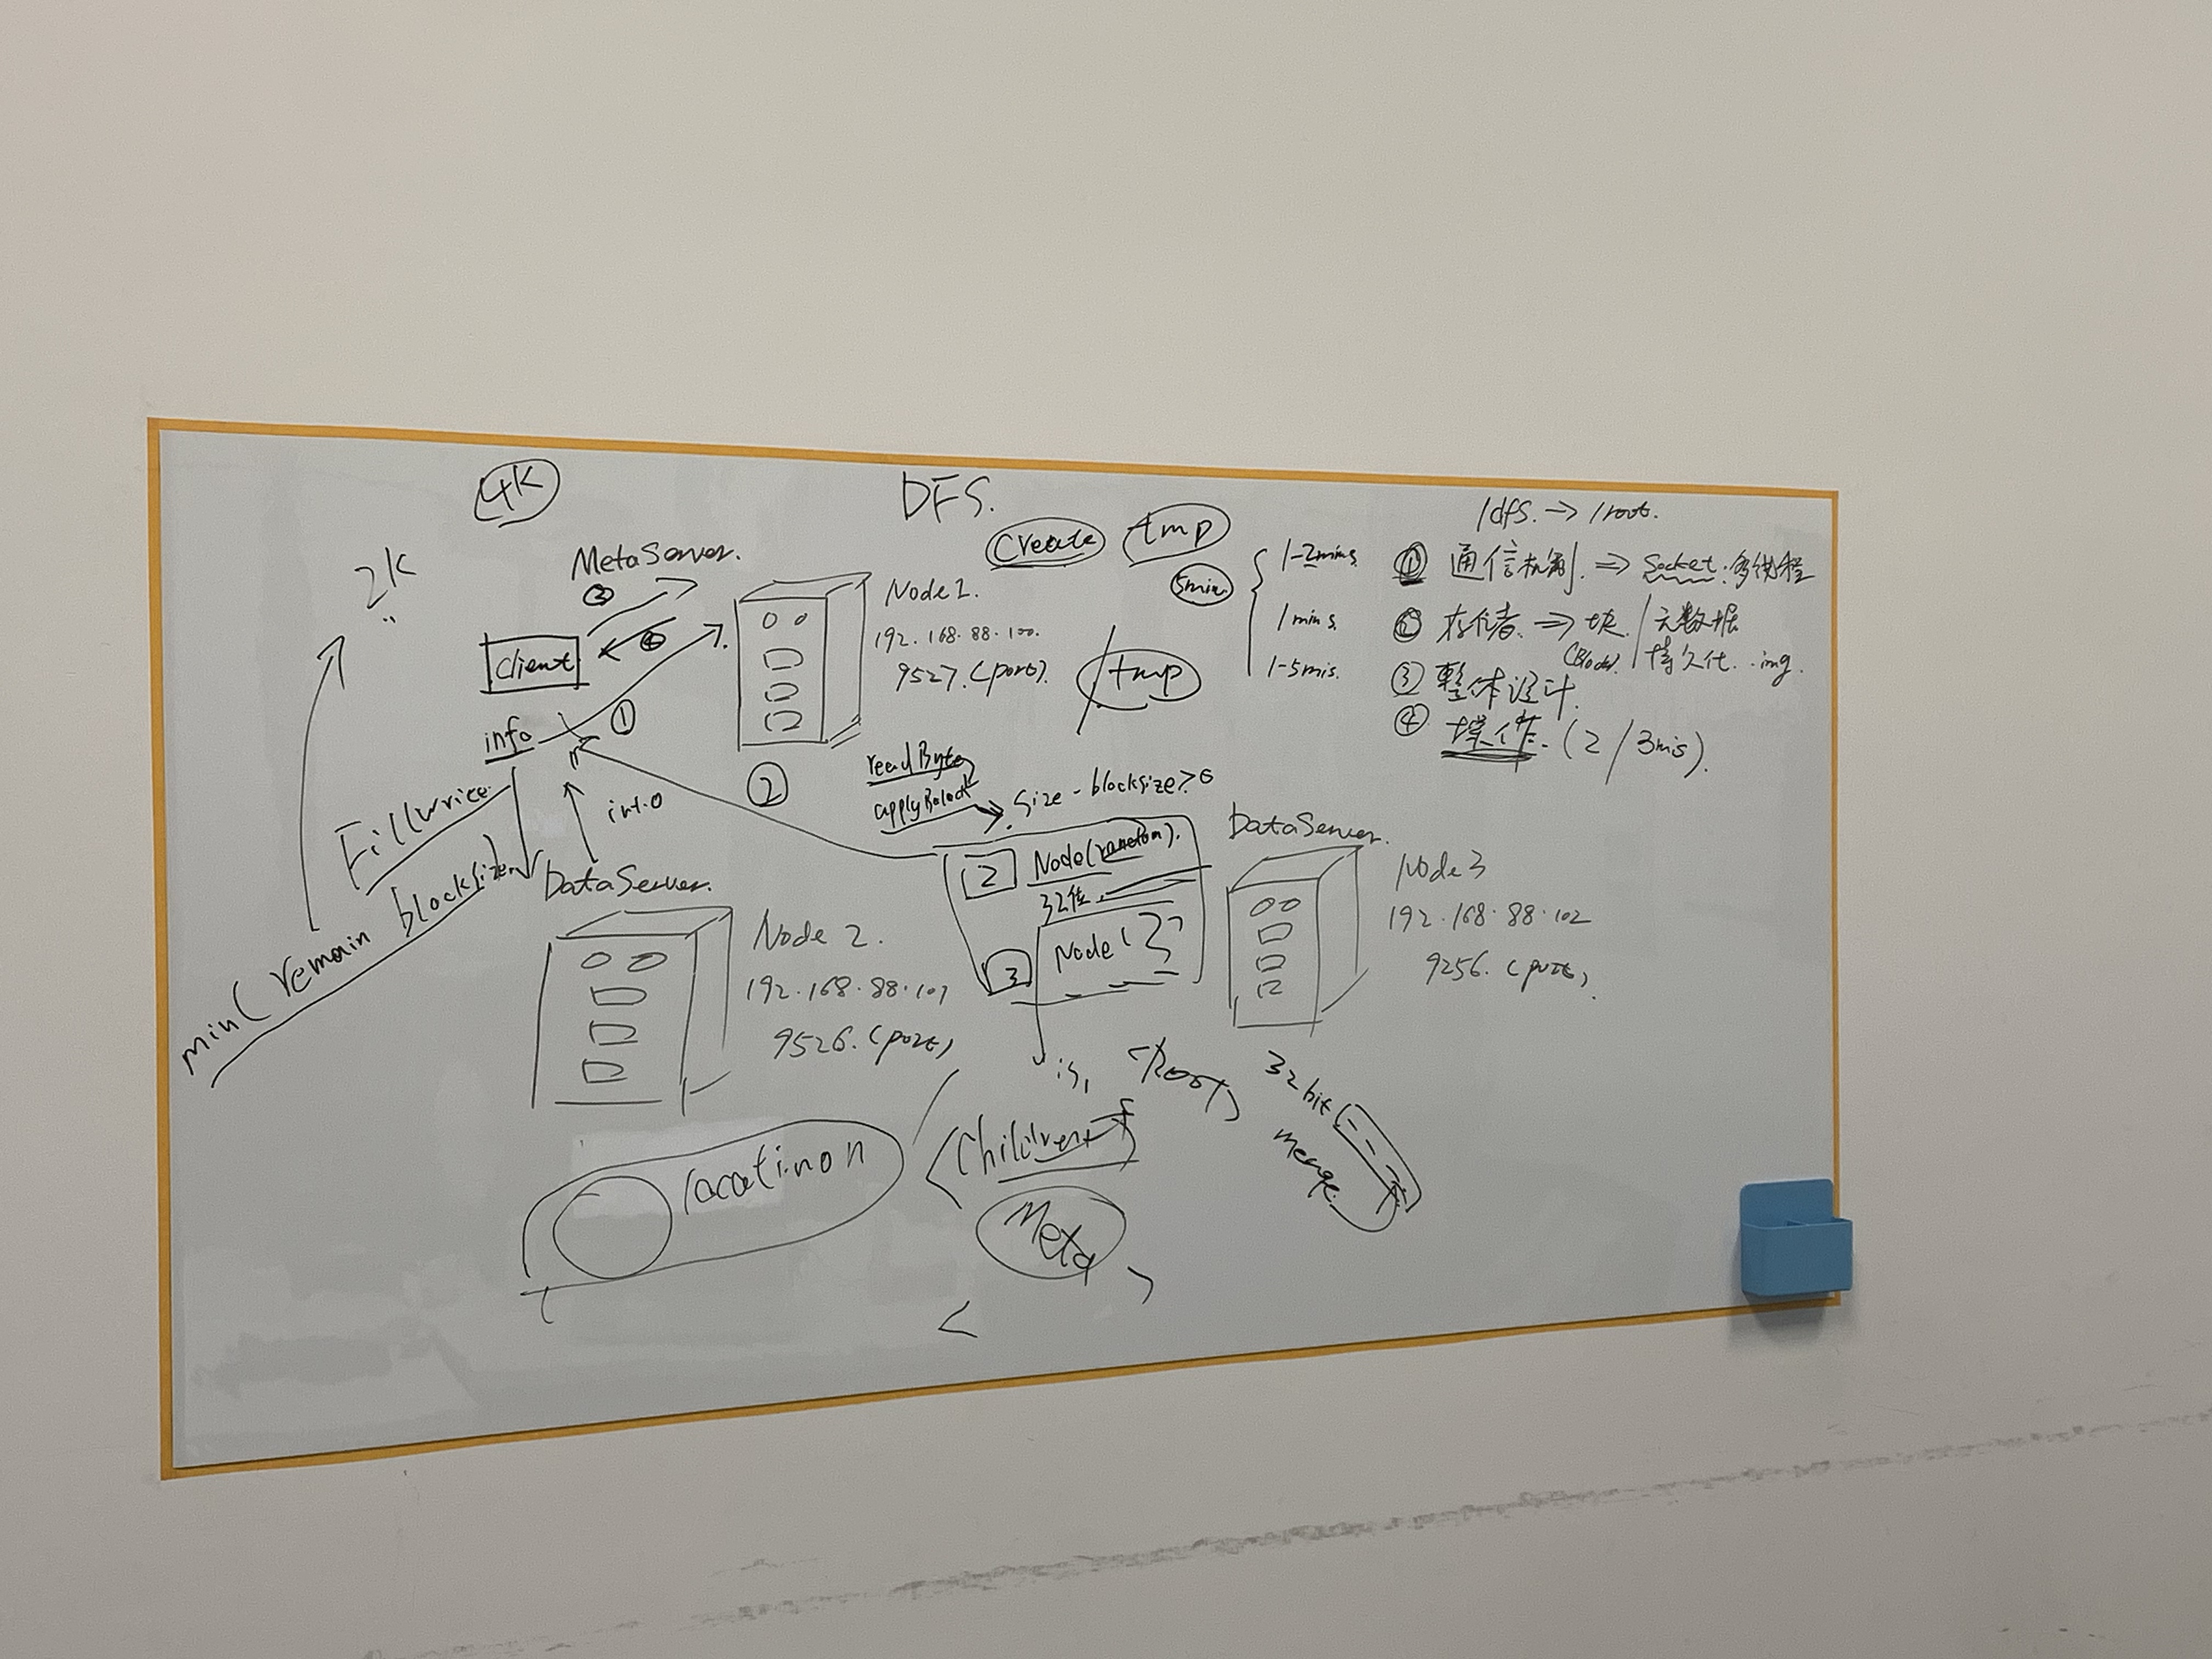 4K
DFS.
/dfs. → /root.
create
tmp
2K
MetaServer.
③
④
client
Node1.
192.168.88.100.
9527.(port).
/tmp
5min
1-2mins
1mins.
1-5mis.
① 通信机制. ⇒ Socket.多线程
② 存储者. ⇒ 块. / 元数据
(Block). 持久化. .img.
③ 整体设计.
④ 操作. (2/3mis).
info
①
②
info
readByte
applyBolock
size - blocksize>0
Fillwrice.
min( remain blocksize)
DataServer.
Node 2.
192.168.88.101
9526. (port)
2 Node(random).
32位.
3 Node(
DataServer.
Node 3
192.168.88.102
9256. (port)
is,
<Root>
32bit
merge.
locatinon
<Children
Meta